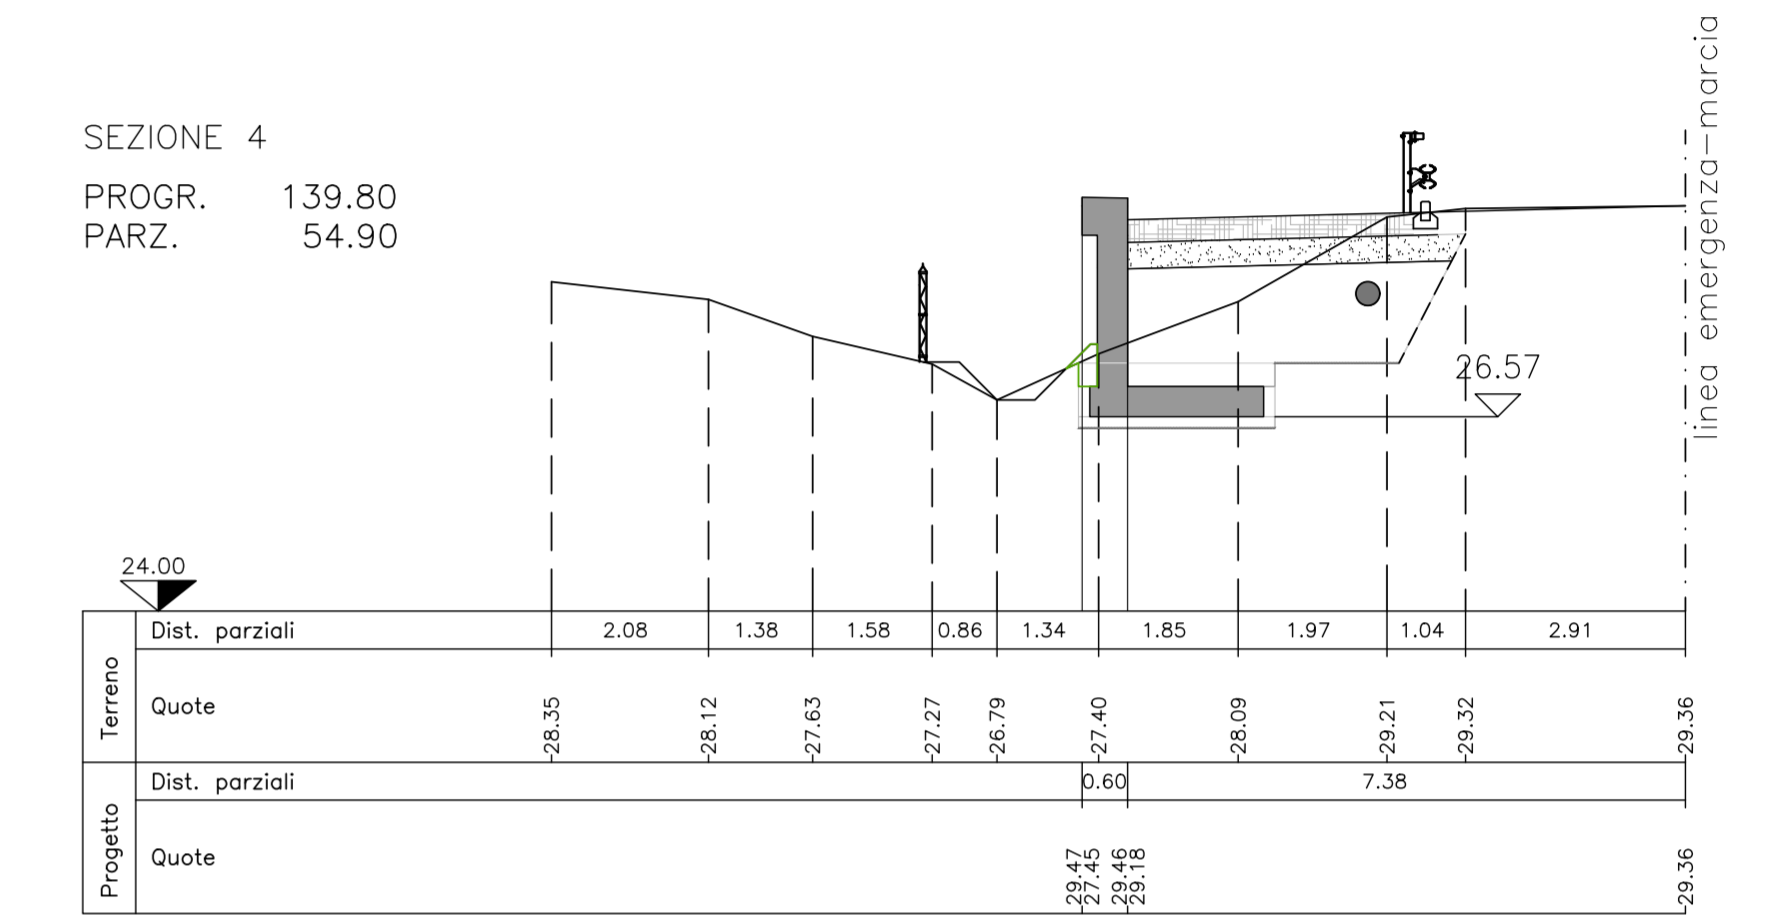 SEZIONE 4
PROGR. 139.80
PARZ. 54.90
linea emergenza-marcia
26.57
24.00
Terreno
Dist. parziali 2.08 1.38 1.58 0.86 1.34 1.85 1.97 1.04 2.91
Quote 28.35 28.12 27.63 27.27 26.79 27.40 28.09 29.21 29.32 29.36
Progetto
Dist. parziali 0.60 7.38
Quote 29.47 27.45 29.46 29.18 29.36